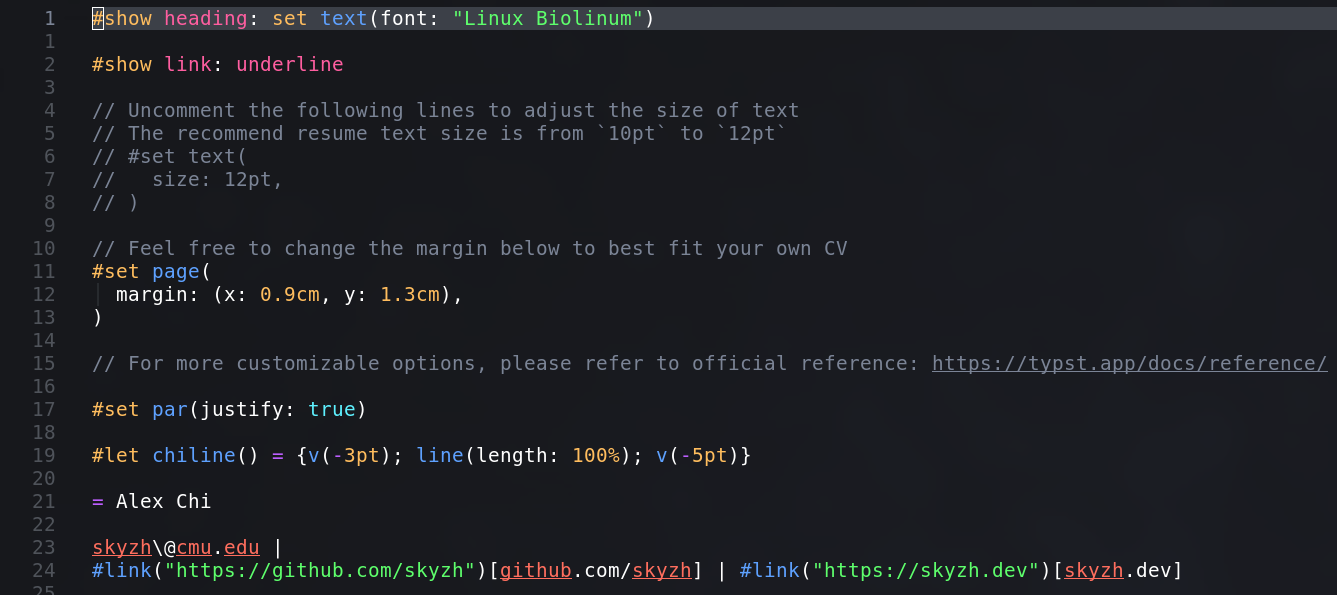 1 #show heading: set text(font: "Linux Biolinum")
1
2 #show link: underline
3
4 // Uncomment the following lines to adjust the size of text
5 // The recommend resume text size is from `10pt` to `12pt`
6 // #set text(
7 //   size: 12pt,
8 // )
9
10 // Feel free to change the margin below to best fit your own CV
11 #set page(
12   margin: (x: 0.9cm, y: 1.3cm),
13 )
14
15 // For more customizable options, please refer to official reference: https://typst.app/docs/reference/
16
17 #set par(justify: true)
18
19 #let chiline() = {v(-3pt); line(length: 100%); v(-5pt)}
20
21 = Alex Chi
22
23 skyzh\@cmu.edu |
24 #link("https://github.com/skyzh")[github.com/skyzh] | #link("https://skyzh.dev")[skyzh.dev]
25